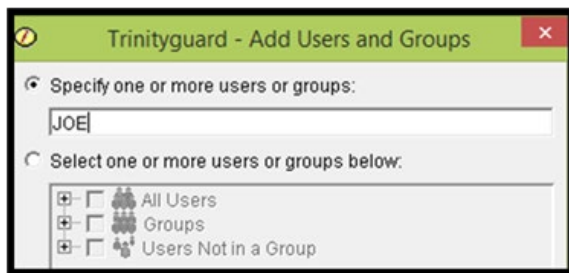 Trinityguard - Add Users and Groups
Specify one or more users or groups:
JOE
Select one or more users or groups below:
All Users
Groups
Users Not in a Group